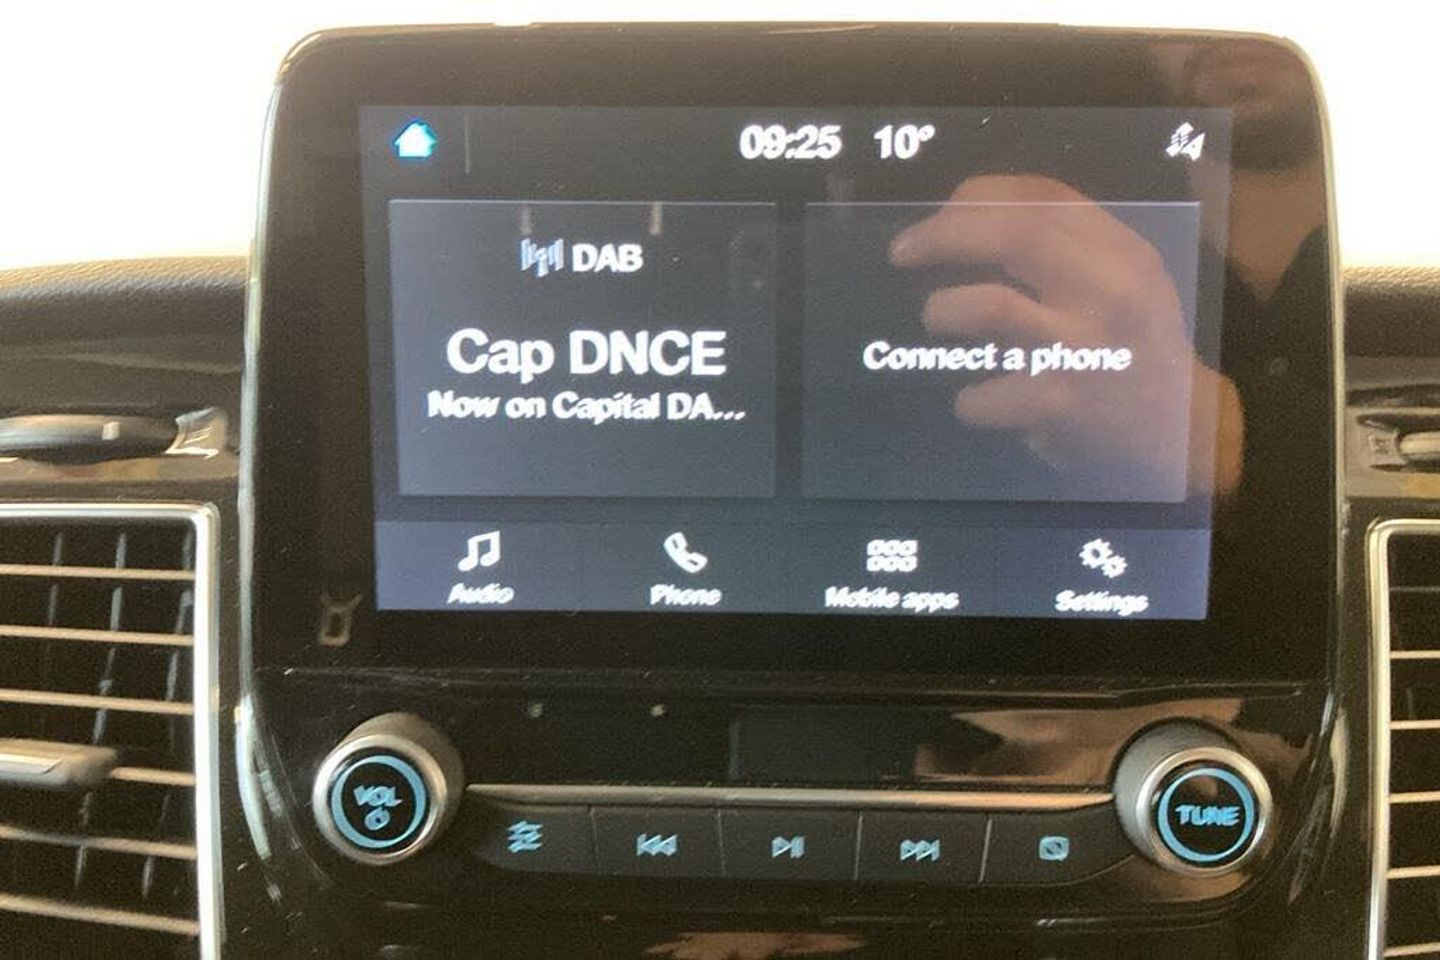 09:25 10°
DAB
Cap DNCE
Now on Capital DA...
Connect a phone
Audio Phone Mobile apps Settings
VOL
TUNE